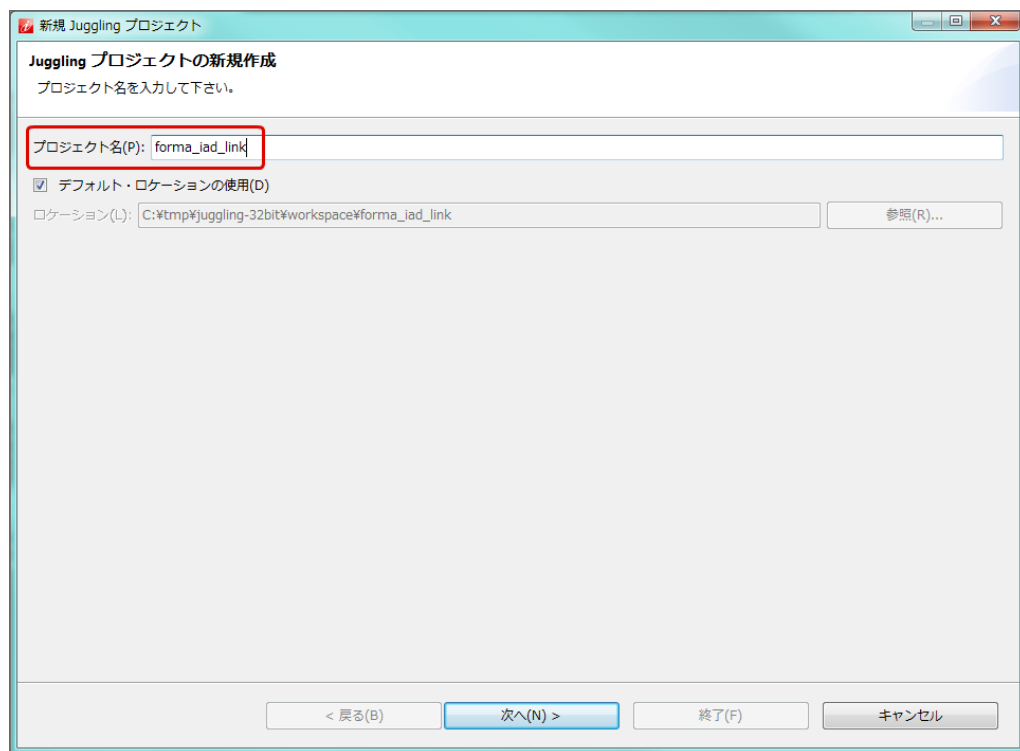 新規 Juggling プロジェクト
Juggling プロジェクトの新規作成
プロジェクト名を入力して下さい。
プロジェクト名(P): forma_iad_link
デフォルト・ロケーションの使用(D)
ロケーション(L): C:¥tmp¥juggling-32bit¥workspace¥forma_iad_link 参照(R)...
< 戻る(B) 次へ(N) > 終了(F) キャンセル